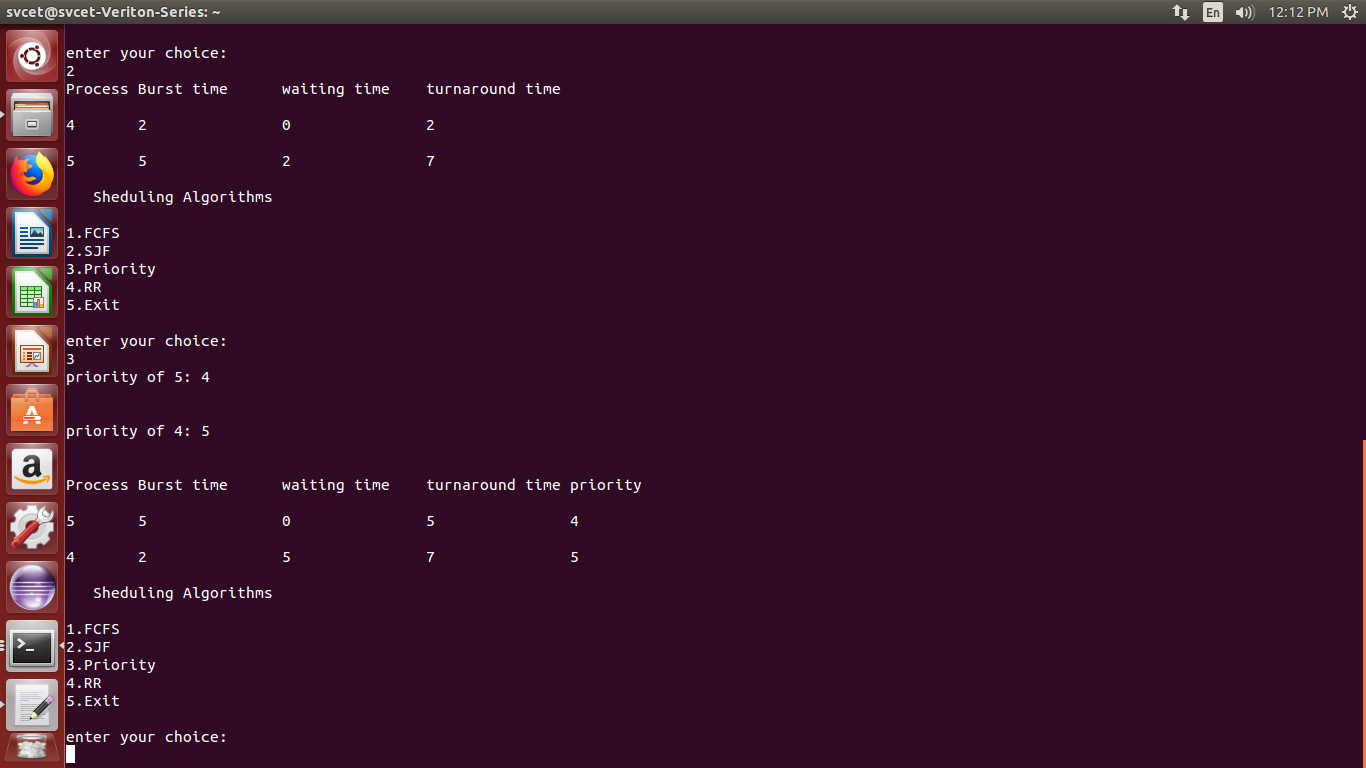 svcet@svcet-Veriton-Series: ~
En
12:12 PM
enter your choice:
2
Process Burst time waiting time turnaround time
4 2 0 2
5 5 2 7
Sheduling Algorithms
1.FCFS
2.SJF
3.Priority
4.RR
5.Exit
enter your choice:
3
priority of 5: 4
priority of 4: 5
Process Burst time waiting time turnaround time priority
5 5 0 5 4
4 2 5 7 5
Sheduling Algorithms
1.FCFS
2.SJF
3.Priority
4.RR
5.Exit
enter your choice: